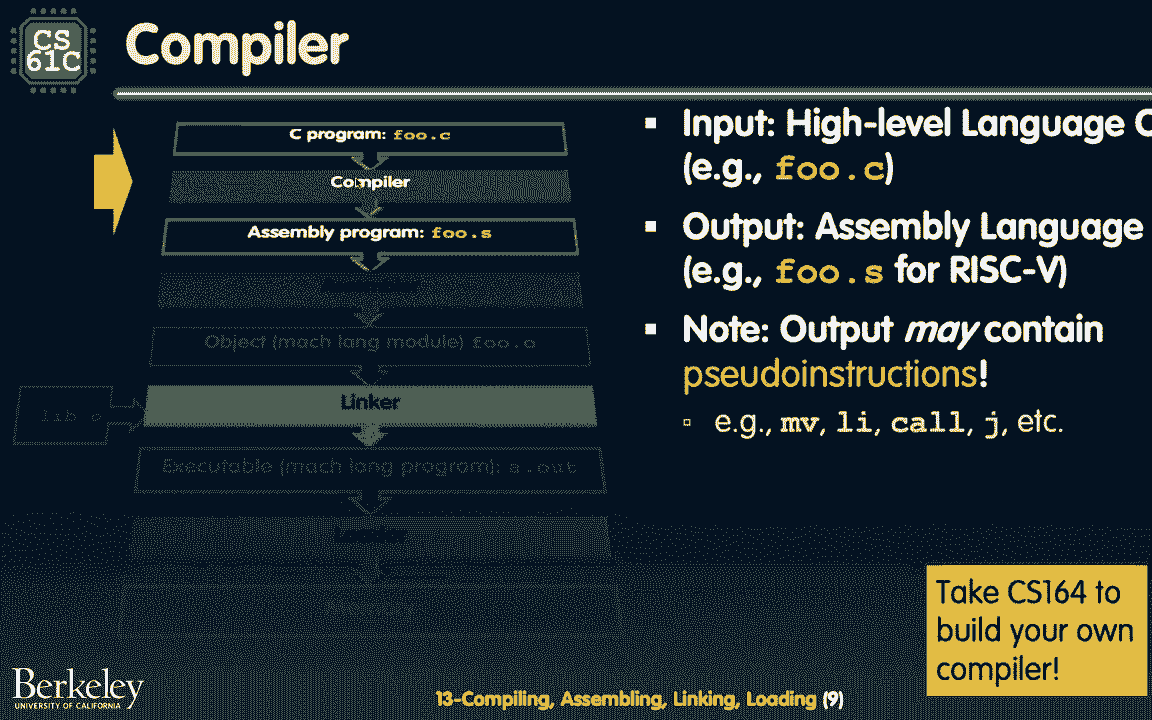 CS
61C
Compiler
C program: foo.c
Compiler
Assembly program: foo.s
Object (mach lang module) foo.o
Linker
lib.o
Executable (mach lang program): a.out
Input: High-level Language C
(e.g., foo.c)
Output: Assembly Language
(e.g., foo.s for RISC-V)
Note: Output may contain
pseudoinstructions!
e.g., mv, li, call, j, etc.
Take CS164 to
build your own
compiler!
Berkeley
UNIVERSITY OF CALIFORNIA
13-Compiling, Assembling, Linking, Loading (9)